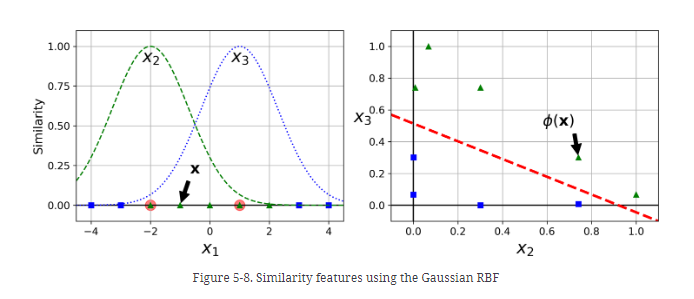 1.00
0.75
0.50
0.25
0.00
Similarity
x2
x3
x
−4
−2
0
2
4
x1
1.0
0.8
0.6
0.4
0.2
0.0
x3
ϕ(x)
0.0
0.2
0.4
0.6
0.8
1.0
x2
Figure 5-8. Similarity features using the Gaussian RBF